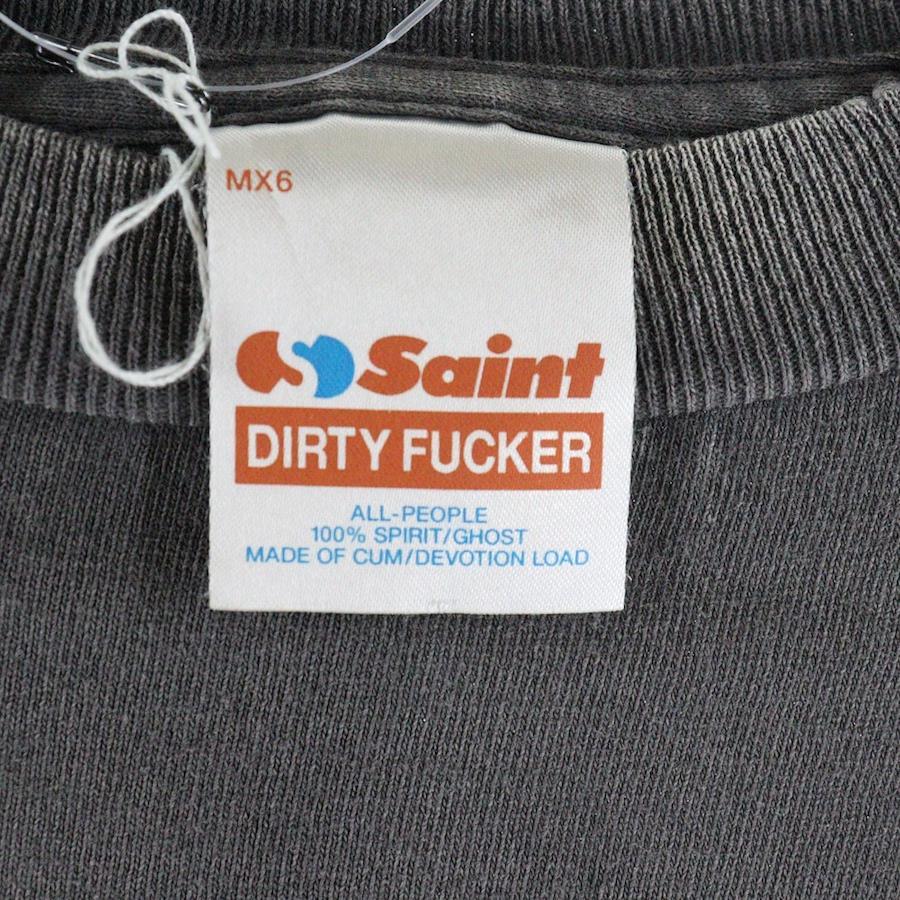 MX6
Saint
DIRTY FUCKER
ALL-PEOPLE
100% SPIRIT/GHOST
MADE OF CUM/DEVOTION LOAD